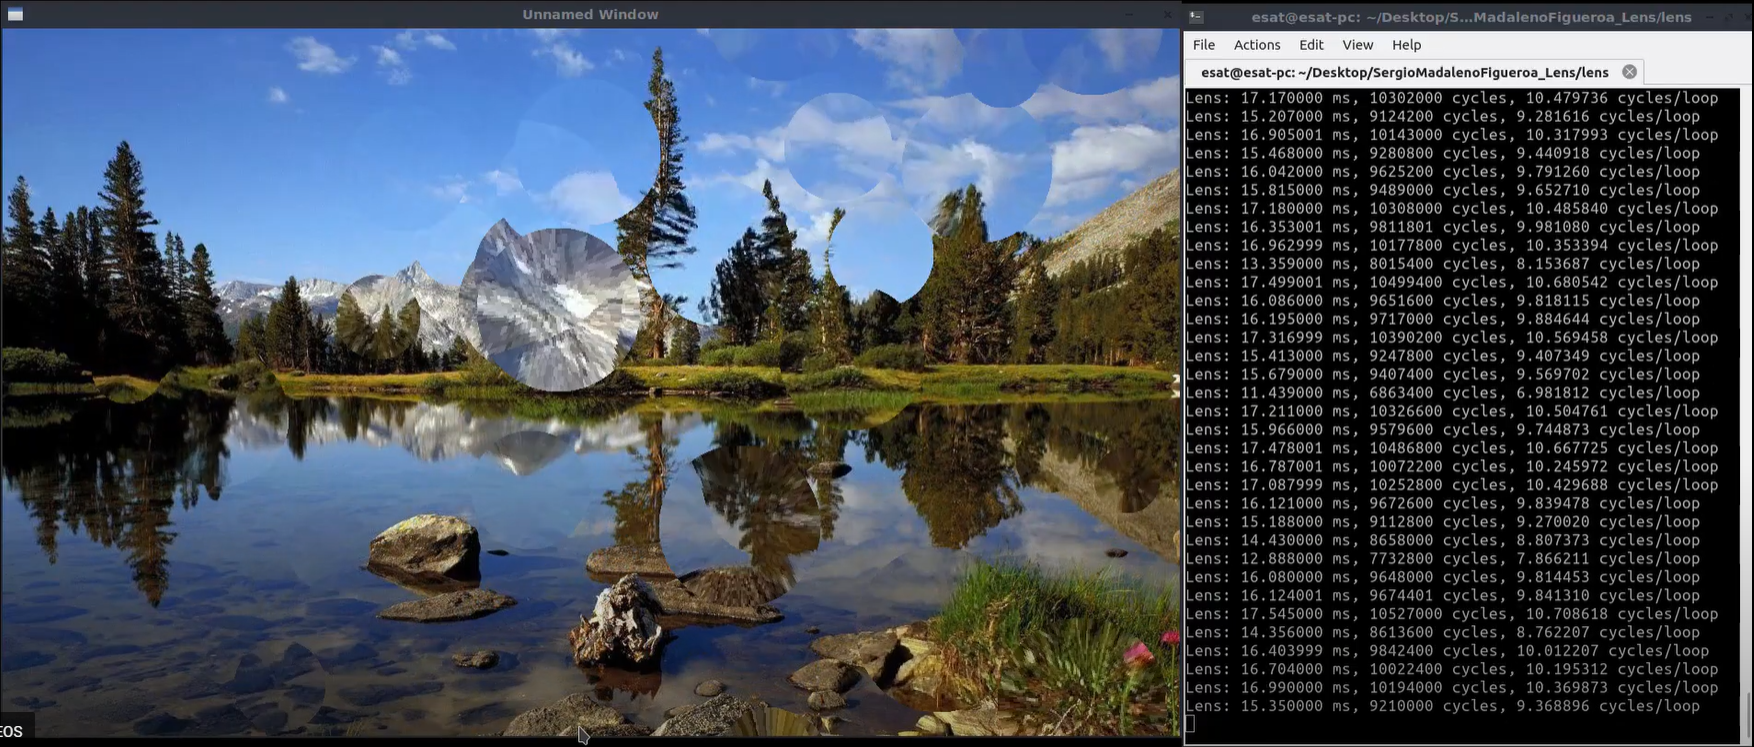 Unnamed Window
EOS
esat@esat-pc: ~/Desktop/S...MadalenoFigueroa_Lens/lens
File Actions Edit View Help
esat@esat-pc: ~/Desktop/SergioMadalenoFigueroa_Lens/lens
Lens: 17.170000 ms, 10302000 cycles, 10.479736 cycles/loop
Lens: 15.207000 ms, 9124200 cycles, 9.281616 cycles/loop
Lens: 16.905001 ms, 10143000 cycles, 10.317993 cycles/loop
Lens: 15.468000 ms, 9280800 cycles, 9.440918 cycles/loop
Lens: 16.042000 ms, 9625200 cycles, 9.791260 cycles/loop
Lens: 15.815000 ms, 9489000 cycles, 9.652710 cycles/loop
Lens: 17.180000 ms, 10308000 cycles, 10.485840 cycles/loop
Lens: 16.353001 ms, 9811801 cycles, 9.981080 cycles/loop
Lens: 16.962999 ms, 10177800 cycles, 10.353394 cycles/loop
Lens: 13.359000 ms, 8015400 cycles, 8.153687 cycles/loop
Lens: 17.499001 ms, 10499400 cycles, 10.680542 cycles/loop
Lens: 16.086000 ms, 9651600 cycles, 9.818115 cycles/loop
Lens: 16.195000 ms, 9717000 cycles, 9.884644 cycles/loop
Lens: 17.316999 ms, 10390200 cycles, 10.569458 cycles/loop
Lens: 15.413000 ms, 9247800 cycles, 9.407349 cycles/loop
Lens: 15.679000 ms, 9407400 cycles, 9.569702 cycles/loop
Lens: 11.439000 ms, 6863400 cycles, 6.981812 cycles/loop
Lens: 17.211000 ms, 10326600 cycles, 10.504761 cycles/loop
Lens: 15.966000 ms, 9579600 cycles, 9.744873 cycles/loop
Lens: 17.478001 ms, 10486800 cycles, 10.667725 cycles/loop
Lens: 16.787001 ms, 10072200 cycles, 10.245972 cycles/loop
Lens: 17.087999 ms, 10252800 cycles, 10.429688 cycles/loop
Lens: 16.121000 ms, 9672600 cycles, 9.839478 cycles/loop
Lens: 15.188000 ms, 9112800 cycles, 9.270020 cycles/loop
Lens: 14.430000 ms, 8658000 cycles, 8.807373 cycles/loop
Lens: 12.888000 ms, 7732800 cycles, 7.866211 cycles/loop
Lens: 16.080000 ms, 9648000 cycles, 9.814453 cycles/loop
Lens: 16.124001 ms, 9674401 cycles, 9.841310 cycles/loop
Lens: 17.545000 ms, 10527000 cycles, 10.708618 cycles/loop
Lens: 14.356000 ms, 8613600 cycles, 8.762207 cycles/loop
Lens: 16.403999 ms, 9842400 cycles, 10.012207 cycles/loop
Lens: 16.704000 ms, 10022400 cycles, 10.195312 cycles/loop
Lens: 16.990000 ms, 10194000 cycles, 10.369873 cycles/loop
Lens: 15.350000 ms, 9210000 cycles, 9.368896 cycles/loop